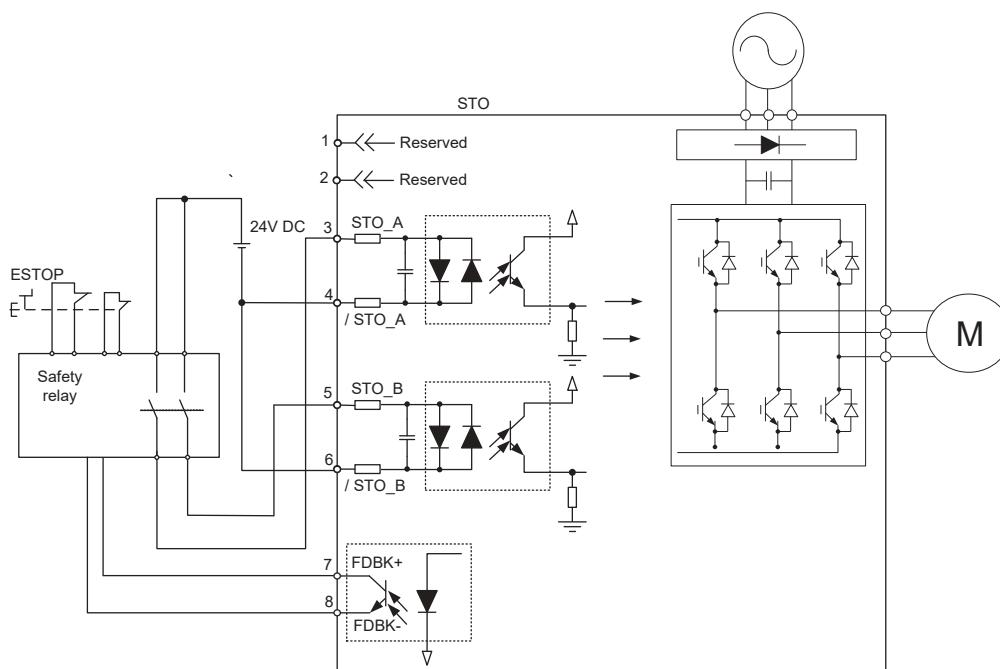 STO
1
Reserved
2
Reserved
24V DC
3
STO_A
ESTOP
4
/ STO_A
Safety
relay
5
STO_B
6
/ STO_B
7
FDBK+
8
FDBK-
M